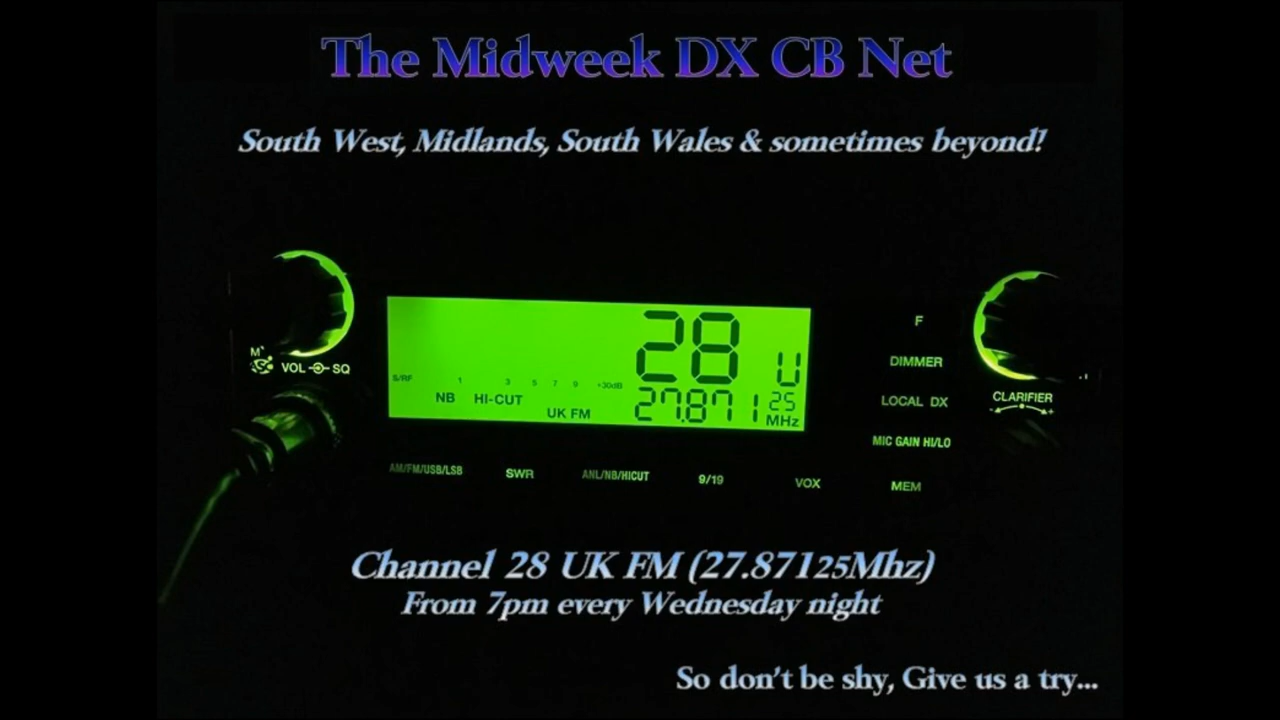 The Midweek DX CB Net
South West, Midlands, South Wales & sometimes beyond!
28 U
S/RF 1 3 5 7 9 +30dB
NB HI-CUT
UK FM
27.871 25 MHz
VOL SQ
F
DIMMER
LOCAL DX
MIC GAIN HI/LO
MEM
CLARIFIER
- +
AM/FM/USB/LSB SWR ANL/NB/HICUT 9/19 VOX
Channel 28 UK FM (27.87125Mhz)
From 7pm every Wednesday night
So don't be shy, Give us a try...